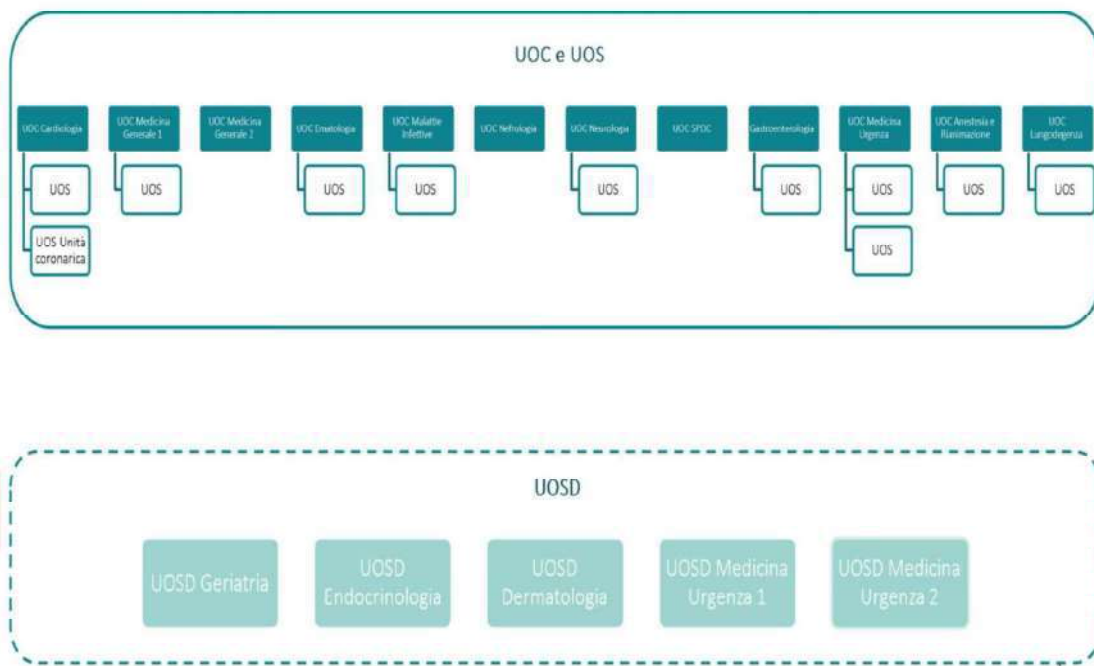 UOC e UOS
UOC Cardiologia
UOC Medicina
Generale 1
UOC Medicina
Generale 2
UOC Ematologia
UOC Malattie
Infettive
UOC Nefrologia
UOC Neurologia
UOC SPDC
Gastroenterologia
UOC Medicina
Urgenza
UOC Anestesia e
Rianimazione
UOC
Lungodegenza
UOS
UOS
UOS
UOS
UOS
UOS
UOS
UOS
UOS
UOS Unità
coronarica
UOS
UOSD
UOSD Geriatria
UOSD
Endocrinologia
UOSD
Dermatologia
UOSD Medicina
Urgenza 1
UOSD Medicina
Urgenza 2